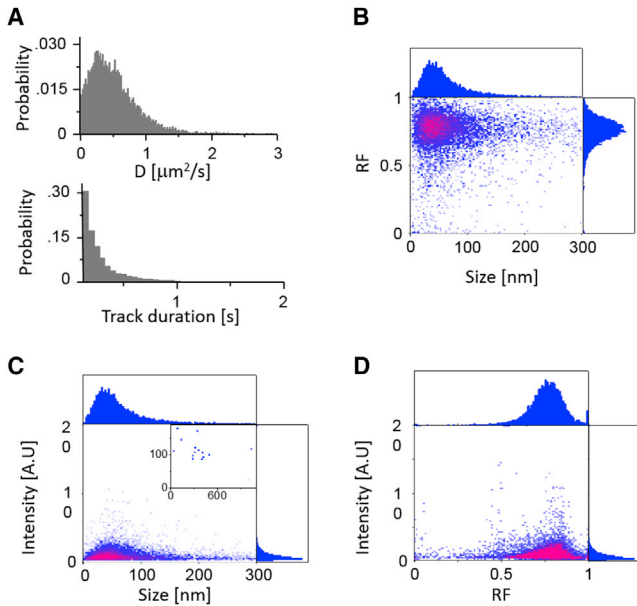 A
Probability
.030
.015
0
0
1
2
3
D [μm²/s]
Probability
.30
.15
0
1
2
Track duration [s]
B
RF
1
0.5
0
0
100
200
300
Size [nm]
C
Intensity [A.U]
2
0
1
0
0
100
0
0
600
0
100
200
300
Size [nm]
D
Intensity [A.U]
2
0
1
0
0
0
0.5
1
RF